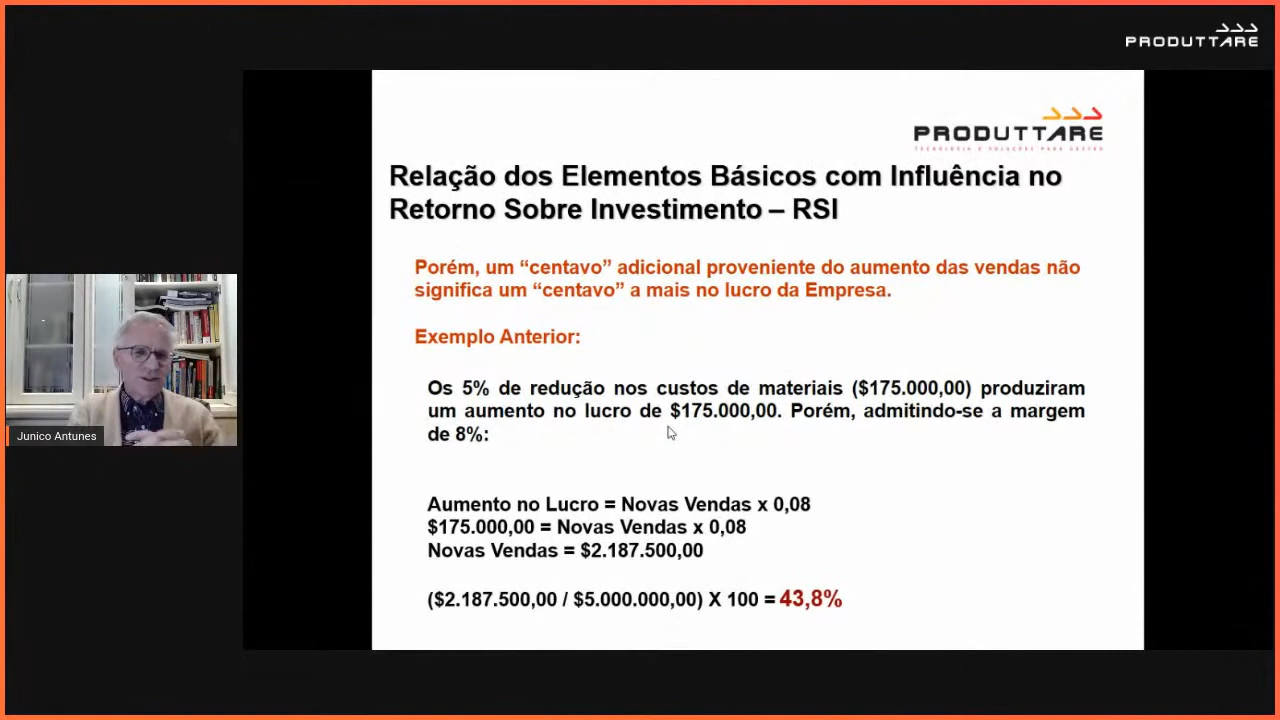 PRODUTTARE
PRODUTTARE
TECNOLOGIA E SOLUÇÕES PARA GESTÃO
Relação dos Elementos Básicos com Influência no
Retorno Sobre Investimento – RSI
Porém, um “centavo” adicional proveniente do aumento das vendas não
significa um “centavo” a mais no lucro da Empresa.
Exemplo Anterior:
Os 5% de redução nos custos de materiais ($175.000,00) produziram
um aumento no lucro de $175.000,00. Porém, admitindo-se a margem
de 8%:
Aumento no Lucro = Novas Vendas x 0,08
$175.000,00 = Novas Vendas x 0,08
Novas Vendas = $2.187.500,00
($2.187.500,00 / $5.000.000,00) X 100 = 43,8%
Junico Antunes